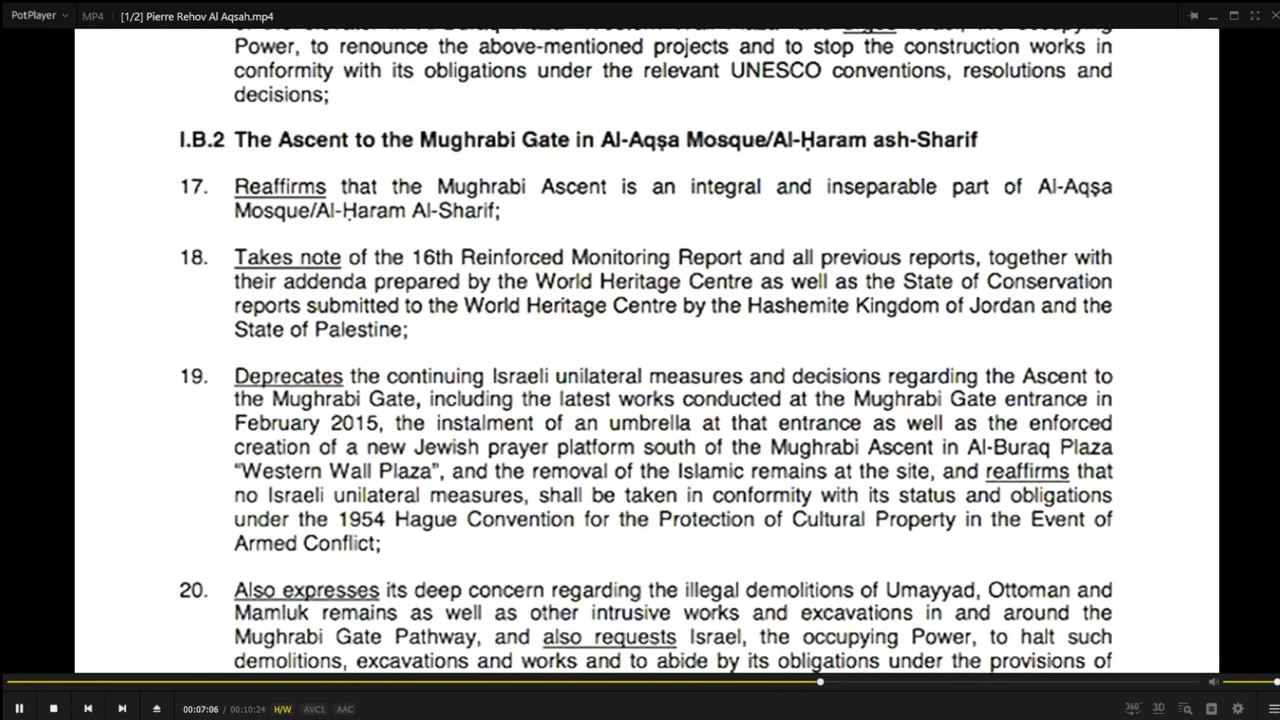 PotPlayer
MP4
[1/2] Pierre Rehov Al Aqsah.mp4
Power, to renounce the above-mentioned projects and to stop the construction works in
conformity with its obligations under the relevant UNESCO conventions, resolutions and
decisions;
I.B.2 The Ascent to the Mughrabi Gate in Al-Aqṣa Mosque/Al-Ḥaram ash-Sharif
17. Reaffirms that the Mughrabi Ascent is an integral and inseparable part of Al-Aqṣa
Mosque/Al-Ḥaram Al-Sharif;
18. Takes note of the 16th Reinforced Monitoring Report and all previous reports, together with
their addenda prepared by the World Heritage Centre as well as the State of Conservation
reports submitted to the World Heritage Centre by the Hashemite Kingdom of Jordan and the
State of Palestine;
19. Deprecates the continuing Israeli unilateral measures and decisions regarding the Ascent to
the Mughrabi Gate, including the latest works conducted at the Mughrabi Gate entrance in
February 2015, the instalment of an umbrella at that entrance as well as the enforced
creation of a new Jewish prayer platform south of the Mughrabi Ascent in Al-Buraq Plaza
“Western Wall Plaza”, and the removal of the Islamic remains at the site, and reaffirms that
no Israeli unilateral measures, shall be taken in conformity with its status and obligations
under the 1954 Hague Convention for the Protection of Cultural Property in the Event of
Armed Conflict;
20. Also expresses its deep concern regarding the illegal demolitions of Umayyad, Ottoman and
Mamluk remains as well as other intrusive works and excavations in and around the
Mughrabi Gate Pathway, and also requests Israel, the occupying Power, to halt such
demolitions, excavations and works and to abide by its obligations under the provisions of
00:07:06 / 00:10:24 H/W AVC1 AAC
360° 3D